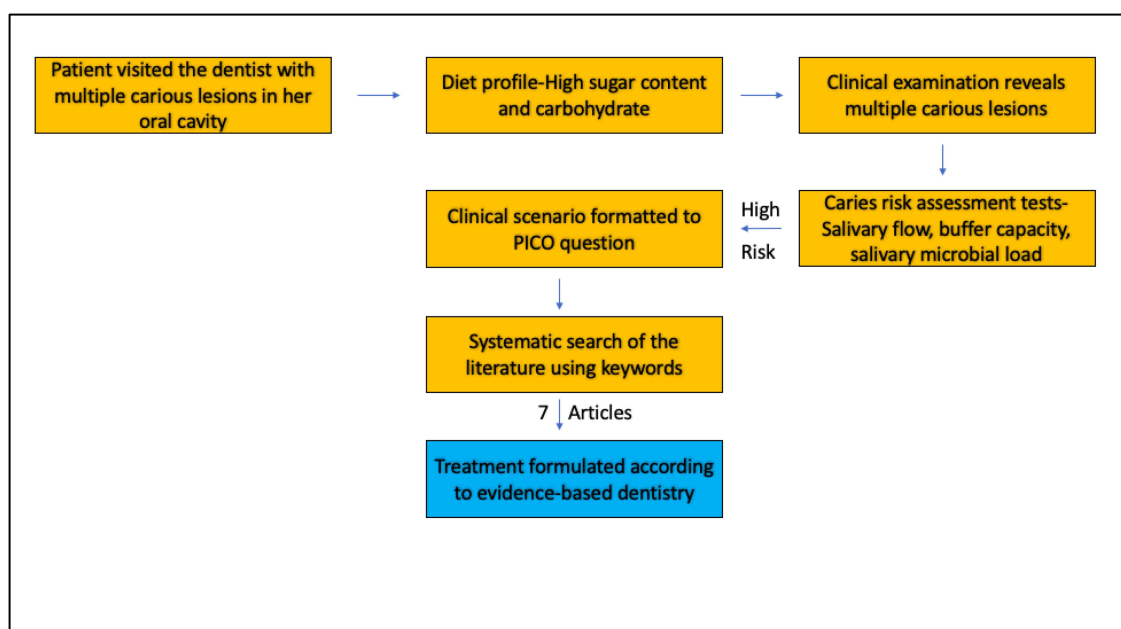 Patient visited the dentist with
multiple carious lesions in her
oral cavity
Diet profile-High sugar content
and carbohydrate
Clinical examination reveals
multiple carious lesions
Caries risk assessment tests-
Salivary flow, buffer capacity,
salivary microbial load
High
Risk
Clinical scenario formatted to
PICO question
Systematic search of the
literature using keywords
7 Articles
Treatment formulated according
to evidence-based dentistry